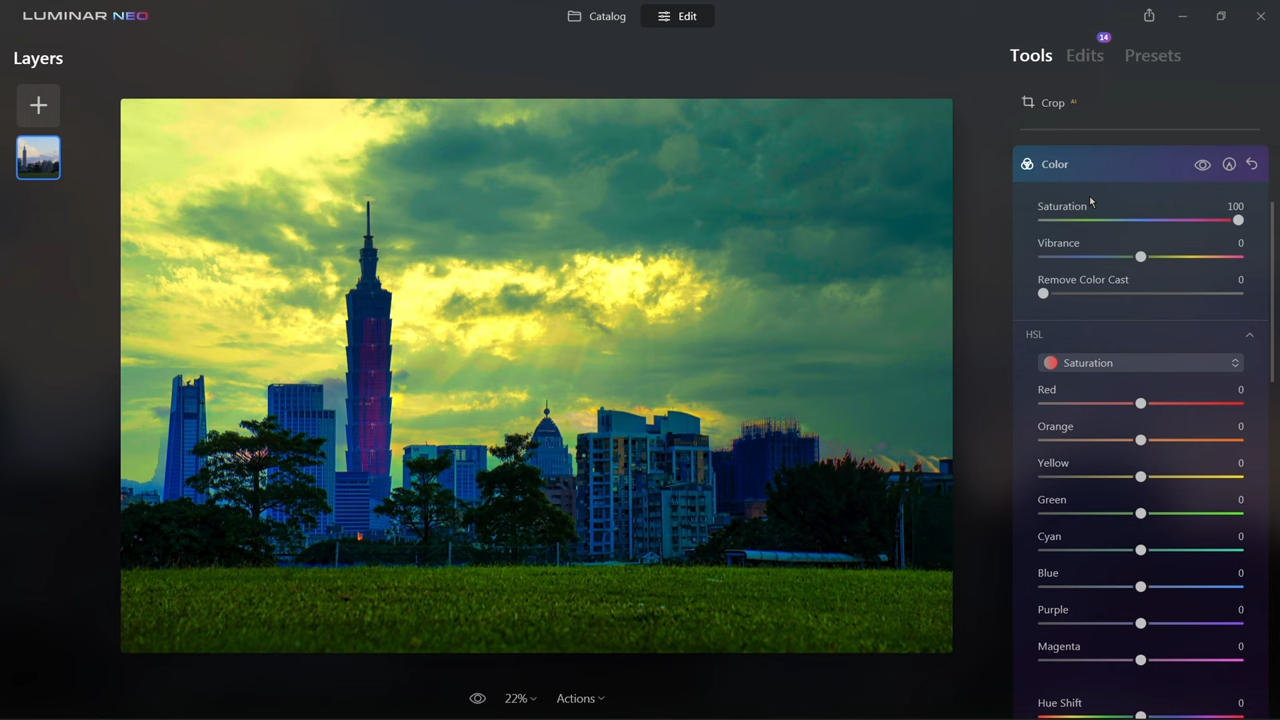 LUMINAR NEO
Catalog
Edit
Layers
14
Tools Edits Presets
Crop AI
Color
Saturation 100
Vibrance 0
Remove Color Cast 0
HSL
Saturation
Red 0
Orange 0
Yellow 0
Green 0
Cyan 0
Blue 0
Purple 0
Magenta 0
Hue Shift 0
22%
Actions